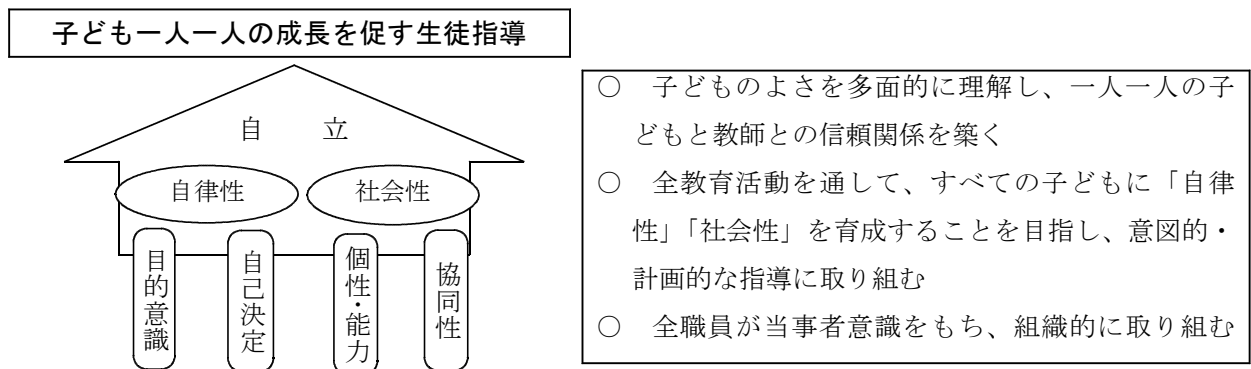 子ども一人一人の成長を促す生徒指導
自　　立
自律性
社会性
目的意識
自己決定
個性・能力
協同性
○　子どものよさを多面的に理解し、一人一人の子
どもと教師との信頼関係を築く
○　全教育活動を通して、すべての子どもに「自律
性」「社会性」を育成することを目指し、意図的・
計画的な指導に取り組む
○　全職員が当事者意識をもち、組織的に取り組む